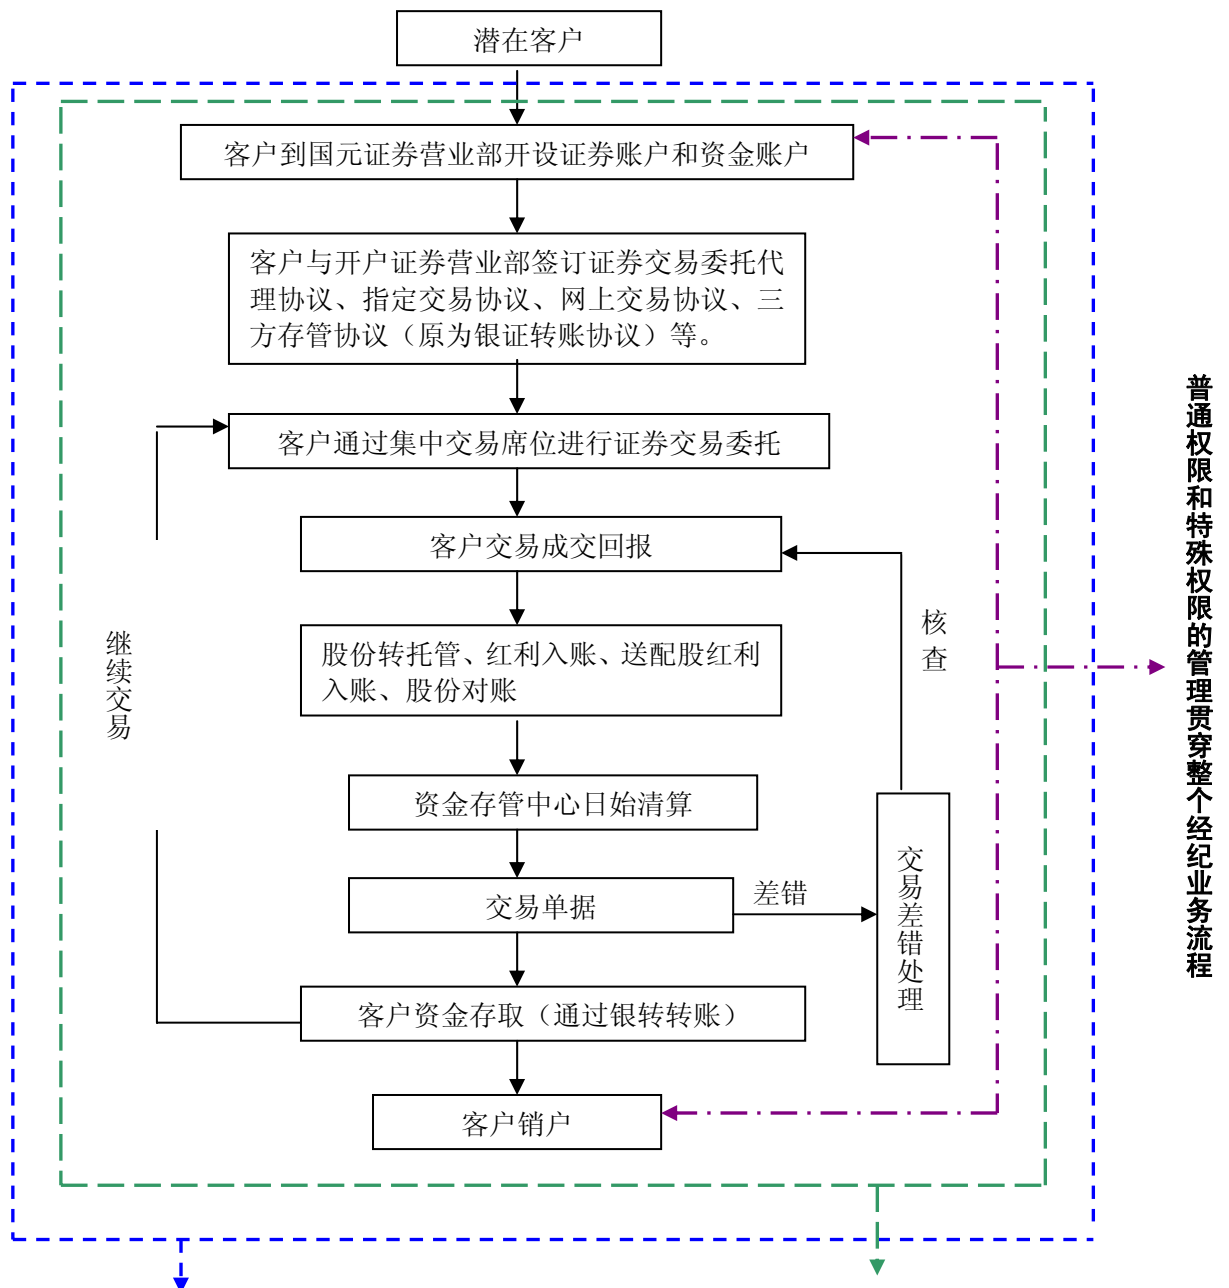 潜在客户
客户到国元证券营业部开设证券账户和资金账户
客户与开户证券营业部签订证券交易委托代
理协议、指定交易协议、网上交易协议、三
方存管协议（原为银证转账协议）等。
客户通过集中交易席位进行证券交易委托
客户交易成交回报
股份转托管、红利入账、送配股红利
入账、股份对账
资金存管中心日始清算
交易单据
差错
交易差错处理
核查
客户资金存取（通过银转转账）
继续交易
客户销户
普通权限和特殊权限的管理贯穿整个经纪业务流程